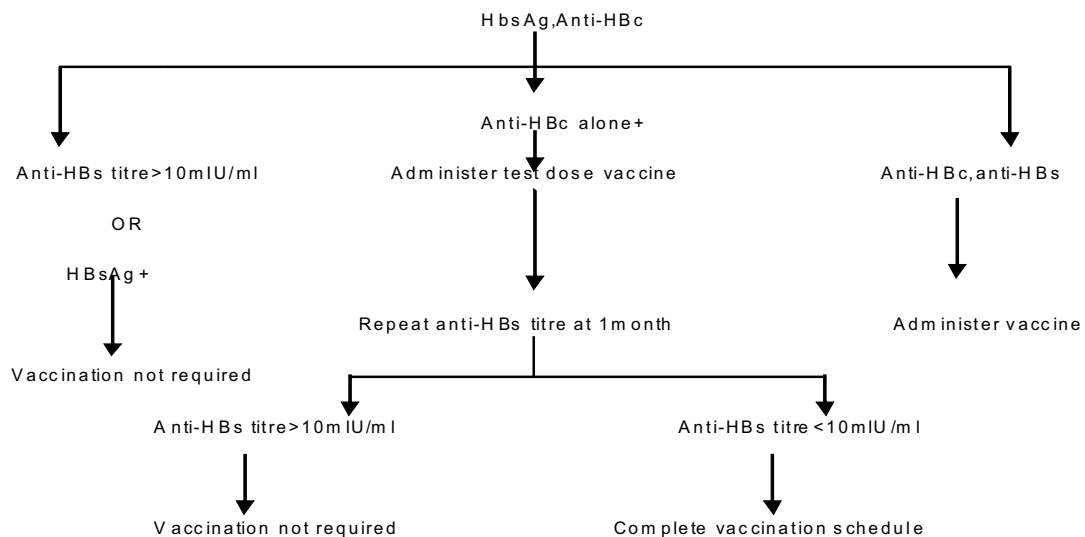 HbsAg,Anti-HBc
Anti-HBc alone+
Anti-HBs titre>10mIU/ml
Administer test dose vaccine
Anti-HBc,anti-HBs
OR
HBsAg+
Repeat anti-HBs titre at 1month
Administer vaccine
Vaccination not required
Anti-HBs titre>10mIU/ml
Anti-HBs titre<10mIU/ml
Vaccination not required
Complete vaccination schedule